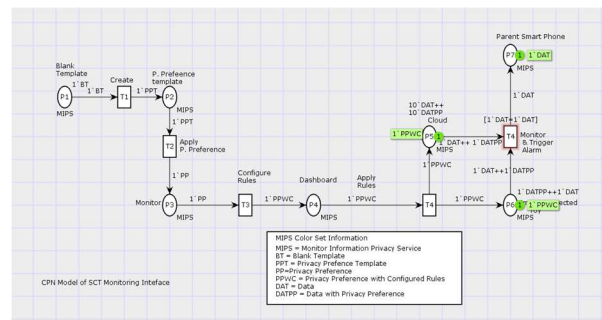 Parent Smart Phone
P7
1
1`DAT
MIPS
Blank
Template
1`BT
P1
MIPS
1`BT
Create
T1
1`PPT
P. Prefeence
template
P2
MIPS
1`PPT
T2
Apply
P. Preference
1`PP
Monitor
P3
MIPS
1`PP
Configure
Rules
T3
1`PPWC
Dashboard
P4
MIPS
Apply
Rules
1`PPWC
T4
1`PPWC
1`PPWC
10`DAT++
10`DATPP
Cloud
1`PPWC
P5
1
MIPS
1`DAT++ 1`DATPP
1`DAT
[1`DAT=1`DAT]
T4
Monitor
& Trigger
Alarm
1`DAT++1`DATPP
1`DATPP++1`DAT
P6
1
1`PPWC
MIPS
MIPS Color Set Information
MIPS = Monitor Information Privacy Service
BT = Blank Template
PPT = Privacy Prefence Template
PP=Privacy Preference
PPWC = Privacy Preference with Configured Rules
DAT = Data
DATPP = Data with Privacy Preference
CPN Model of SCT Monitoring Inteface